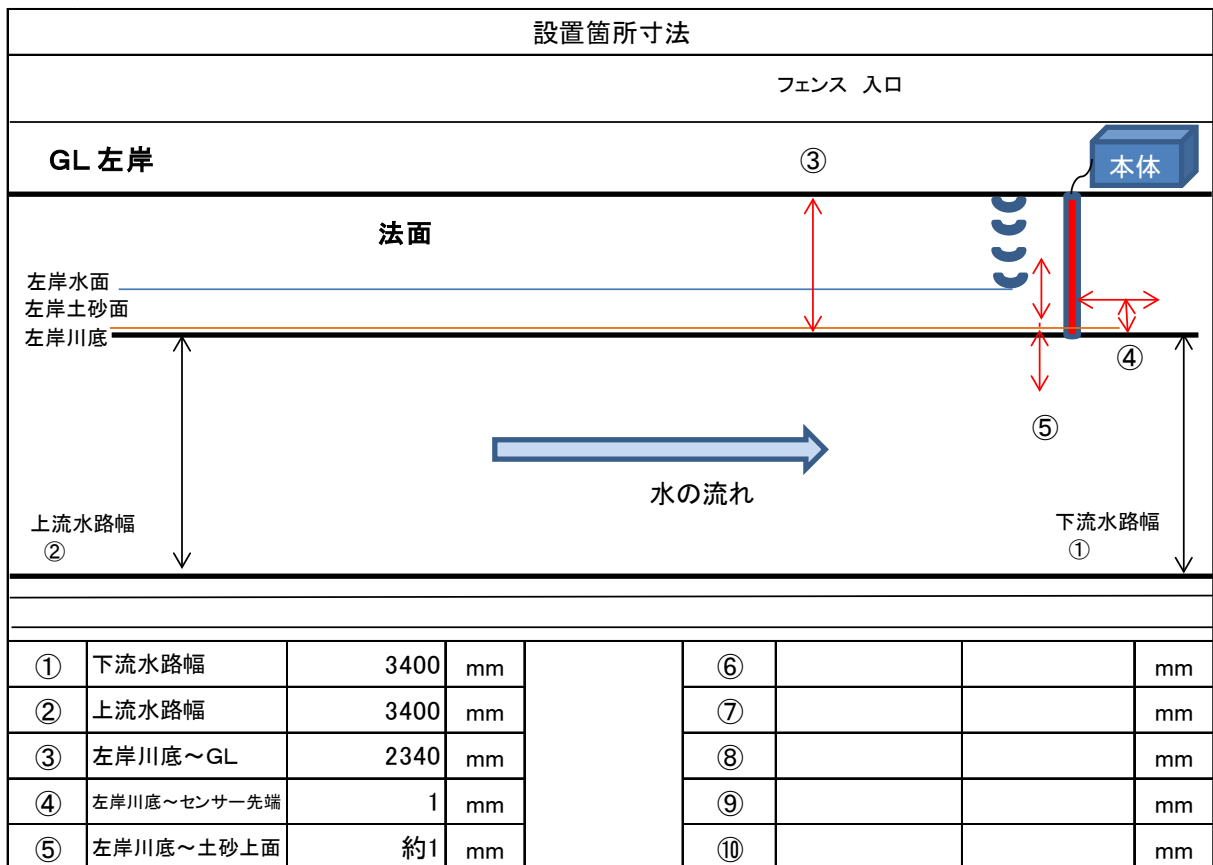 設置箇所寸法
フェンス 入口
GL 左岸
③
本体
法面
左岸水面
左岸土砂面
左岸川底
④
⑤
水の流れ
上流水路幅
②
下流水路幅
①
① 下流水路幅 3400 mm ⑥ mm
② 上流水路幅 3400 mm ⑦ mm
③ 左岸川底～GL 2340 mm ⑧ mm
④ 左岸川底～センサー先端 1 mm ⑨ mm
⑤ 左岸川底～土砂上面 約1 mm ⑩ mm